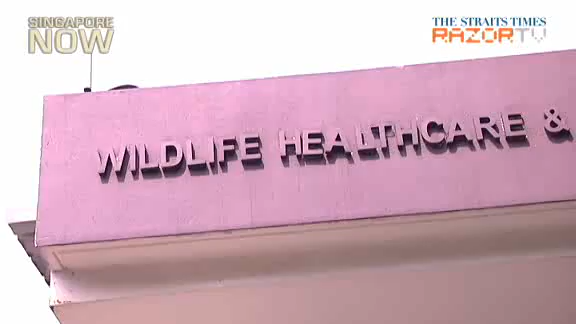 SINGAPORE
NOW
THE STRAITS TIMES
RAZORTV
WILDLIFE HEALTHCARE &